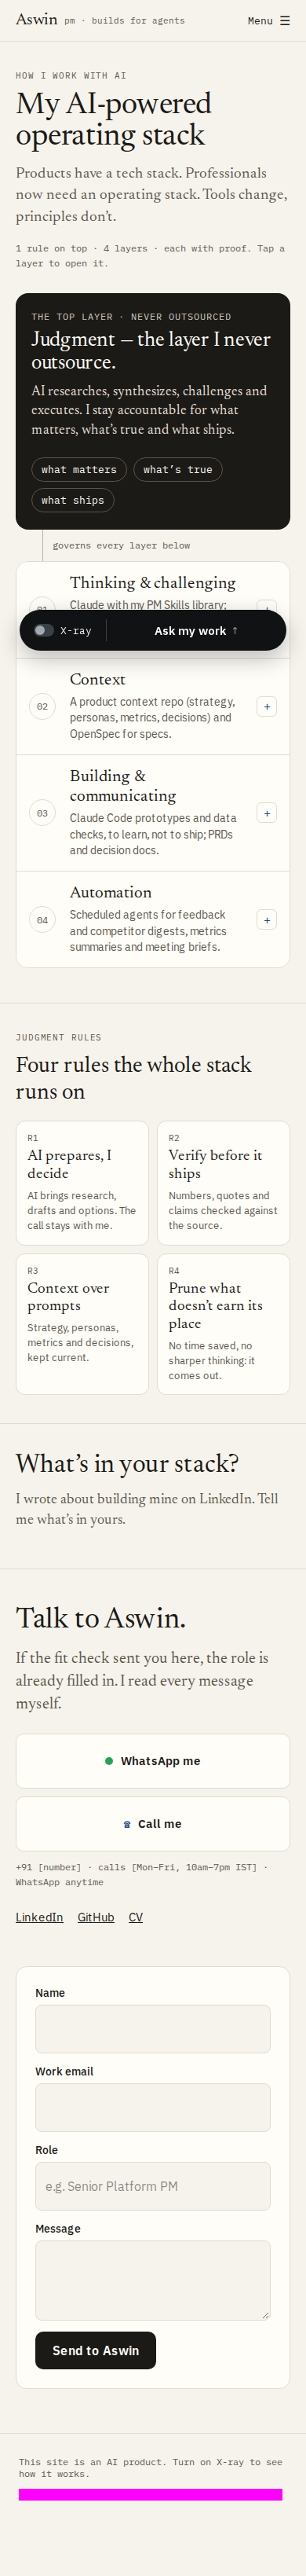 Aswin pm · builds for agents Menu ☰
HOW I WORK WITH AI
My AI-powered
operating stack
Products have a tech stack. Professionals
now need an operating stack. Tools change,
principles don't.
1 rule on top · 4 layers · each with proof. Tap a
layer to open it.
THE TOP LAYER · NEVER OUTSOURCED
Judgment — the layer I never
outsource.
AI researches, synthesizes, challenges and
executes. I stay accountable for what
matters, what's true and what ships.
what matters what's true
what ships
governs every layer below
Thinking & challenging
Claude with my PM Skills library:
X-ray Ask my work ↑
Context
02 A product context repo (strategy, +
personas, metrics, decisions) and
OpenSpec for specs.
Building &
communicating
03 Claude Code prototypes and data +
checks, to learn, not to ship; PRDs
and decision docs.
Automation
04 Scheduled agents for feedback +
and competitor digests, metrics
summaries and meeting briefs.
JUDGMENT RULES
Four rules the whole stack
runs on
R1
AI prepares, I
decide
AI brings research,
drafts and options. The
call stays with me.
R2
Verify before it
ships
Numbers, quotes and
claims checked against
the source.
R3
Context over
prompts
Strategy, personas,
metrics and decisions,
kept current.
R4
Prune what
doesn't earn its
place
No time saved, no
sharper thinking: it
comes out.
What's in your stack?
I wrote about building mine on LinkedIn. Tell
me what's in yours.
Talk to Aswin.
If the fit check sent you here, the role is
already filled in. I read every message
myself.
WhatsApp me
☎ Call me
+91 [number] · calls [Mon–Fri, 10am–7pm IST] ·
WhatsApp anytime
LinkedIn GitHub CV
Name
Work email
Role
e.g. Senior Platform PM
Message
Send to Aswin
This site is an AI product. Turn on X-ray to see
how it works.